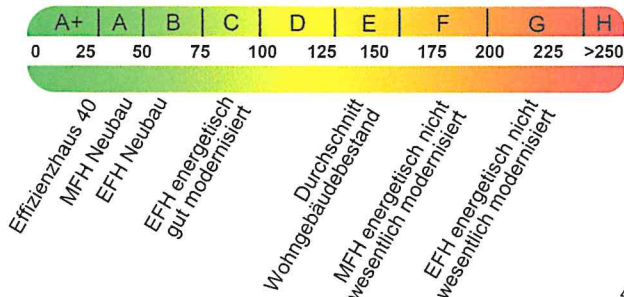 A+ A B C D E F G H
0 25 50 75 100 125 150 175 200 225 >250
Effizienzhaus 40
MFH Neubau
EFH Neubau
EFH energetisch
gut modernisiert
Durchschnitt
Wohngebäudebestand
MFH energetisch nicht
wesentlich modernisiert
EFH energetisch nicht
wesentlich modernisiert